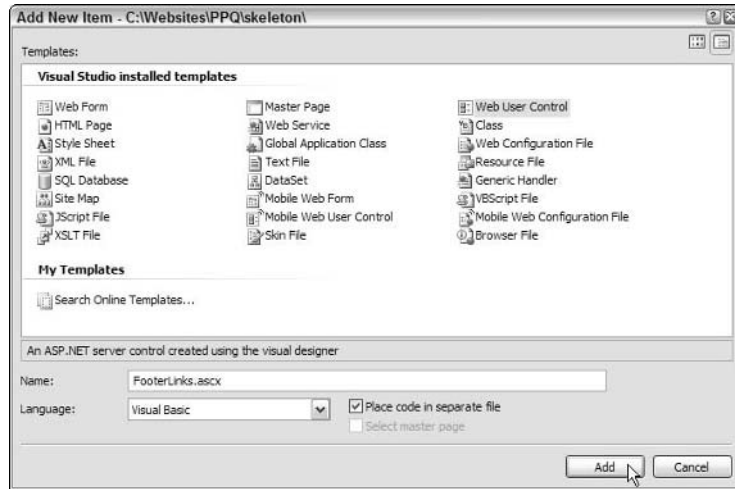 Add New Item - C:\Websites\PPQ\skeleton\
Templates:
Visual Studio installed templates
Web Form
Master Page
Web User Control
HTML Page
Web Service
Class
Style Sheet
Global Application Class
Web Configuration File
XML File
Text File
Resource File
SQL Database
DataSet
Generic Handler
Site Map
Mobile Web Form
VBScript File
JScript File
Mobile Web User Control
Mobile Web Configuration File
XSLT File
Skin File
Browser File
My Templates
Search Online Templates...
An ASP.NET server control created using the visual designer
Name: FooterLinks.ascx
Language: Visual Basic Place code in separate file
Select master page
Add Cancel